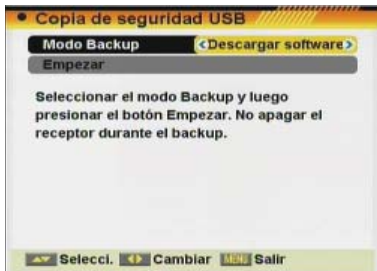 Copia de seguridad USB
Modo Backup <Descargar software>
Empezar
Seleccionar el modo Backup y luego
presionar el botón Empezar. No apagar el
receptor durante el backup.
Selecci. Cambiar MENU Salir